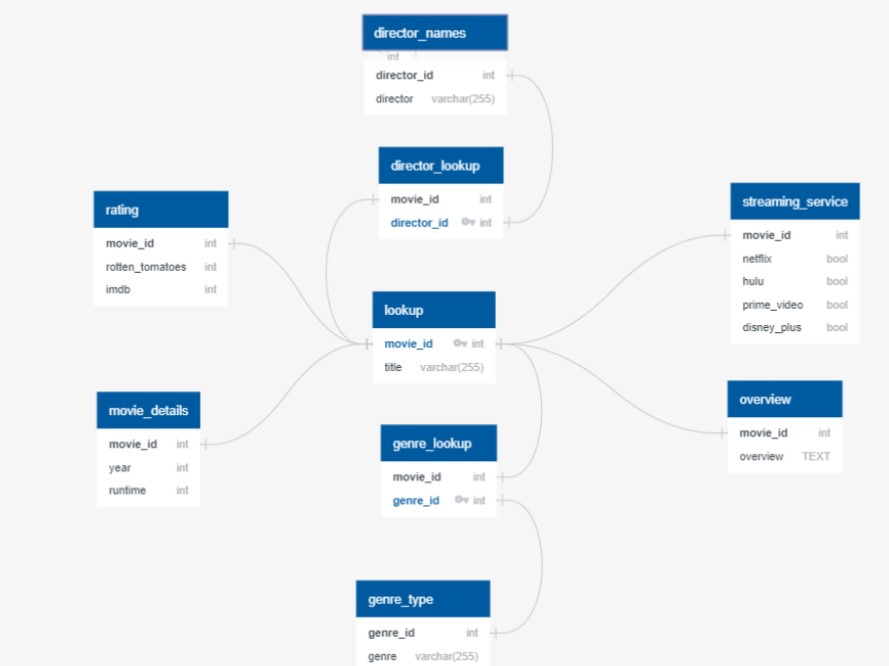 director_names
int
director_id int
director varchar(255)
director_lookup
movie_id int
director_id int
rating
movie_id int
rotten_tomatoes int
imdb int
streaming_service
movie_id int
netflix bool
hulu bool
prime_video bool
disney_plus bool
lookup
movie_id int
title varchar(255)
movie_details
movie_id int
year int
runtime int
overview
movie_id int
overview TEXT
genre_lookup
movie_id int
genre_id int
genre_type
genre_id int
genre varchar(255)